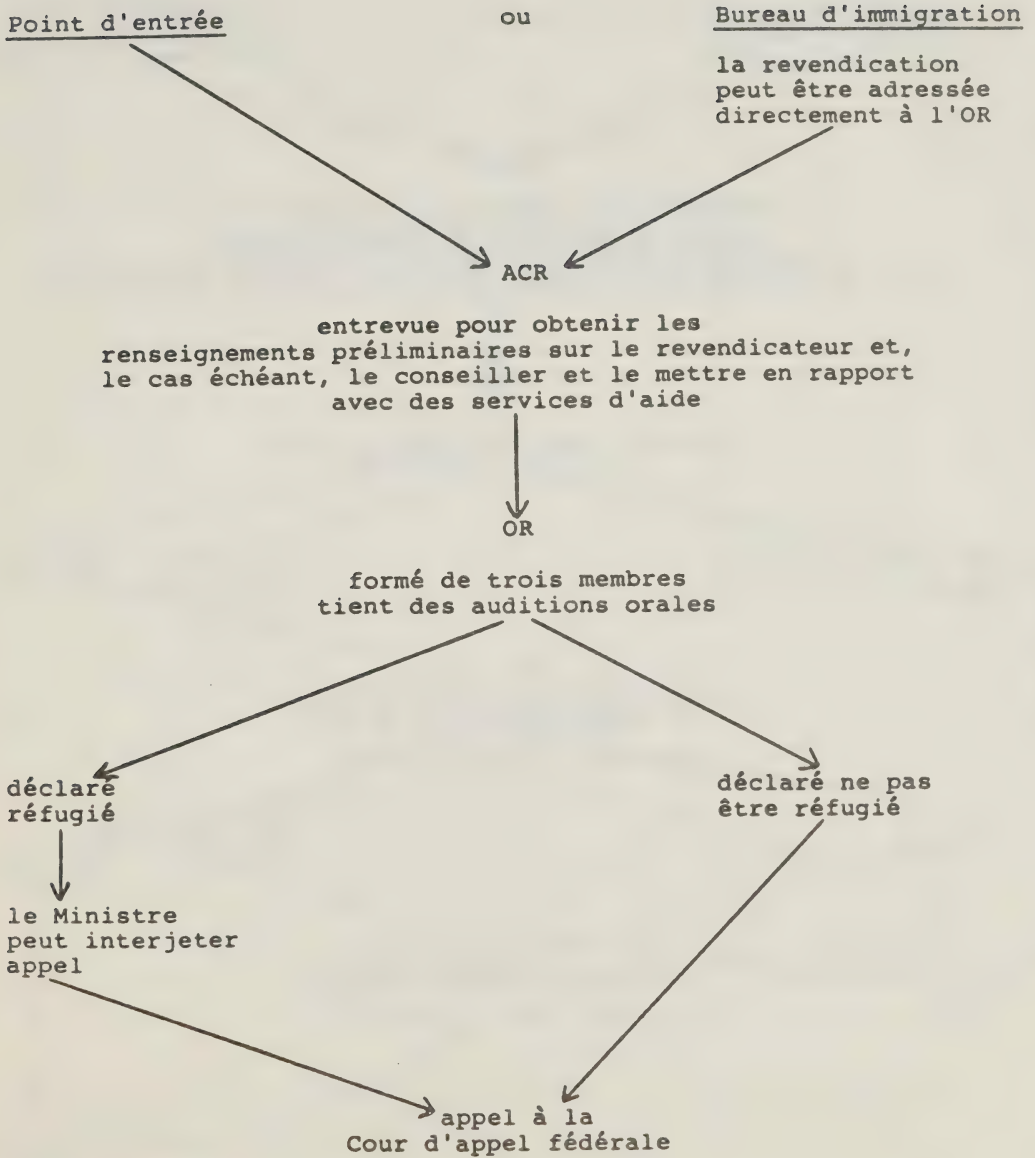 Point d'entrée
ou
Bureau d'immigration
la revendication
peut être adressée
directement à l'OR
ACR
entrevue pour obtenir les
renseignements préliminaires sur le revendicateur et,
le cas échéant, le conseiller et le mettre en rapport
avec des services d'aide
OR
formé de trois membres
tient des auditions orales
déclaré
réfugié
déclaré ne pas
être réfugié
le Ministre
peut interjeter
appel
appel à la
Cour d'appel fédérale